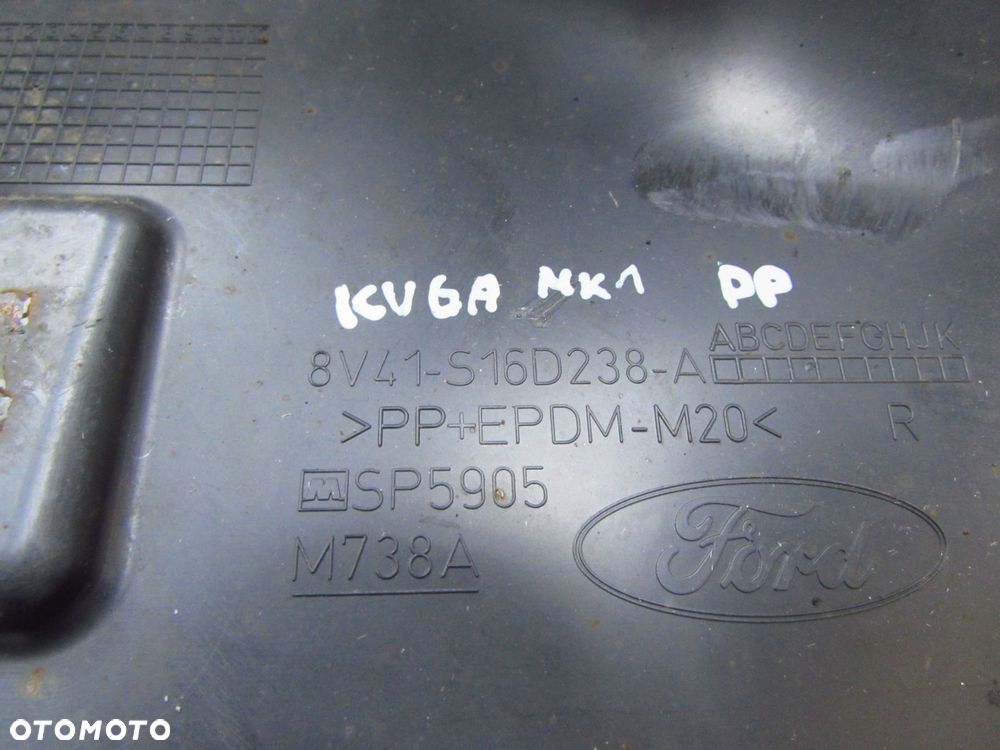 KUGA MK1 PP
ABCDEFGHJK
8V41-S16D238-A
>PP+EPDM-M20< R
M SP5905
M738A
Ford
OTOMOTO